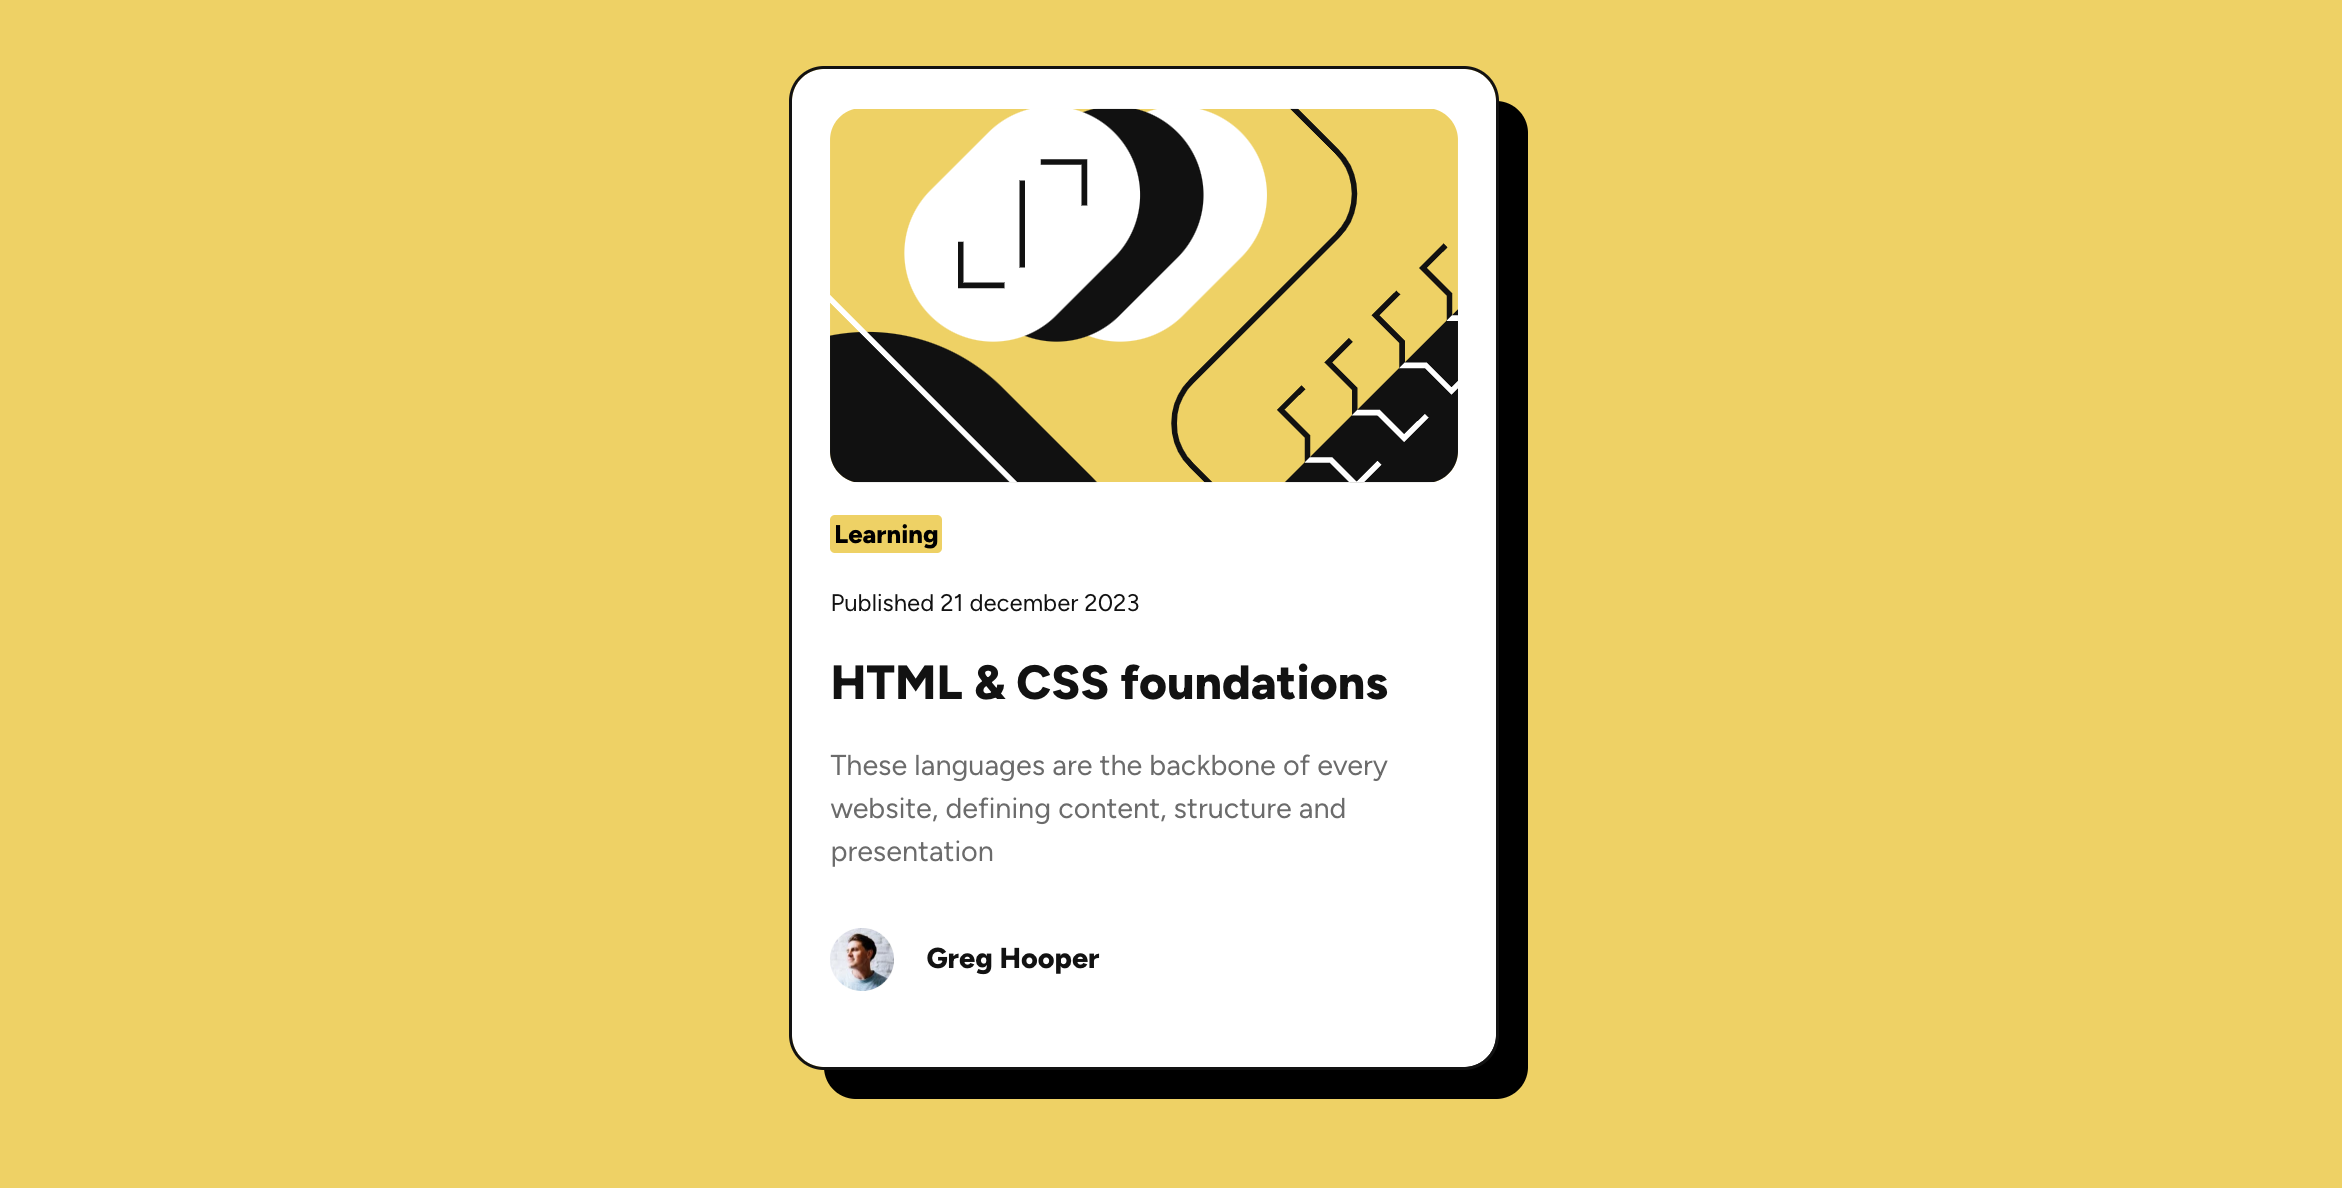 Learning
Published 21 december 2023
HTML & CSS foundations
These languages are the backbone of every
website, defining content, structure and
presentation
Greg Hooper